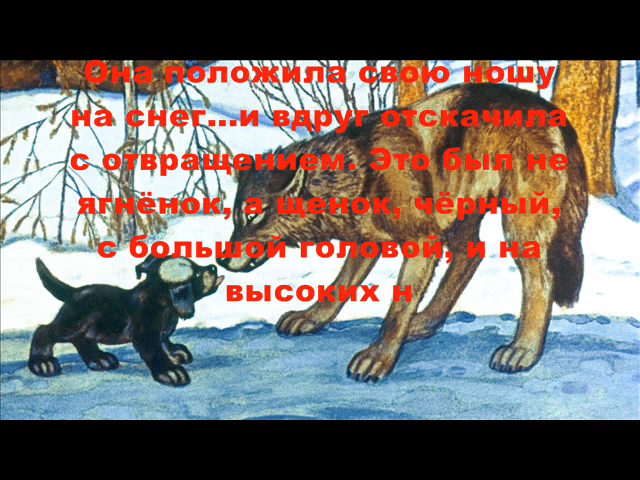 Она положила свою ношу
на снег...и вдруг отскачила
с отвращением. Это был не
ягнёнок, а щенок, чёрный,
с большой головой, и на
высоких н